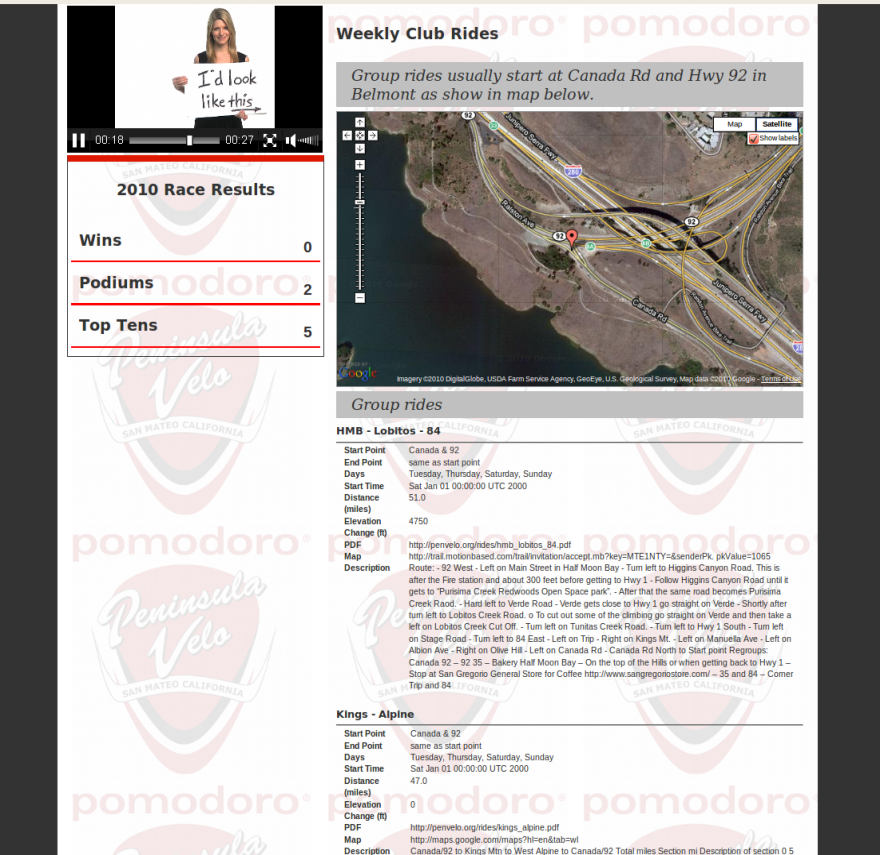 I'd look
like this
00:18
00:27
2010 Race Results
Wins
0
Podiums
2
Top Tens
5
Weekly Club Rides
Group rides usually start at Canada Rd and Hwy 92 in
Belmont as show in map below.
Map
Satellite
Show labels
92
Junipero Serra Fwy
280
Ralston Ave
92
92
Junipero Serra Fwy
Canada Rd
Google
Imagery ©2010 DigitalGlobe, USDA Farm Service Agency, GeoEye, U.S. Geological Survey, Map data ©2010 Google - Terms of Use
Group rides
HMB - Lobitos - 84
Start Point Canada & 92
End Point same as start point
Days Tuesday, Thursday, Saturday, Sunday
Start Time Sat Jan 01 00:00:00 UTC 2000
Distance 51.0
(miles)
Elevation 4750
Change (ft)
PDF http://penvelo.org/rides/hmb_lobitos_84.pdf
Map http://trail.motionbased.com/trail/invitation/accept.mb?key=MTE1NTY=&senderPk. pkValue=1065
Description Route: - 92 West - Left on Main Street in Half Moon Bay - Turn left to Higgins Canyon Road. This is
after the Fire station and about 300 feet before getting to Hwy 1 - Follow Higgins Canyon Road until it
gets to "Purisima Creek Redwoods Open Space park". - After that the same road becomes Purisima
Creek Raod. - Hard left to Verde Road - Verde gets close to Hwy 1 go straight on Verde - Shortly after
turn left to Lobitos Creek Road. o To cut out some of the climbing go straight on Verde and then take a
left on Lobitos Creek Cut Off. - Turn left on Tunitas Creek Road. - Turn left to Hwy 1 South - Turn left
on Stage Road - Turn left to 84 East - Left on Trip - Right on Kings Mt. - Left on Manuella Ave - Left on
Albion Ave - Right on Olive Hill - Left on Canada Rd - Canada Rd North to Start point Regroups:
Canada 92 – 92 35 – Bakery Half Moon Bay – On the top of the Hills or when getting back to Hwy 1 –
Stop at San Gregorio General Store for Coffee http://www.sangregoriostore.com/ – 35 and 84 – Corner
Trip and 84
Kings - Alpine
Start Point Canada & 92
End Point same as start point
Days Tuesday, Thursday, Saturday, Sunday
Start Time Sat Jan 01 00:00:00 UTC 2000
Distance 47.0
(miles)
Elevation 0
Change (ft)
PDF http://penvelo.org/rides/kings_alpine.pdf
Map http://maps.google.com/maps?hl=en&tab=wl
Description Canada/92 to Kings Mtn to West Alpine to Canada/92 Total miles Section mi Description of section 0 5
pomodoro
Peninsula
Velo
SAN MATEO CALIFORNIA